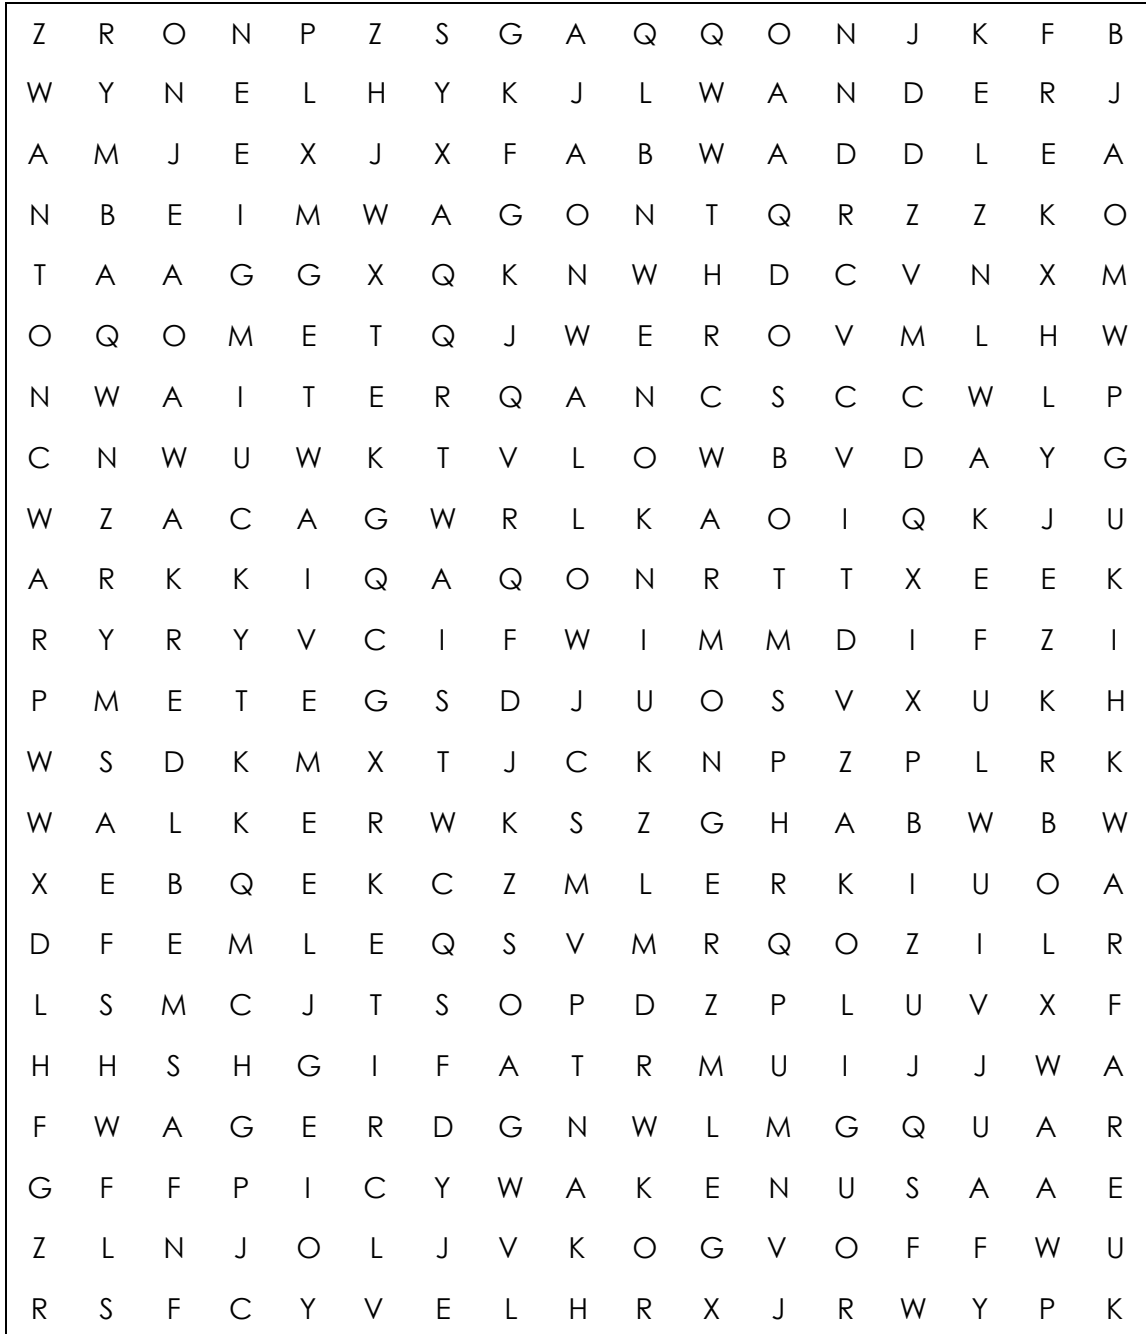 Z R O N P Z S G A Q Q O N J K F B
W Y N E L H Y K J L W A N D E R J
A M J E X J X F A B W A D D L E A
N B E I M W A G O N T Q R Z Z K O
T A A G G X Q K N W H D C V N X M
O Q O M E T Q J W E R O V M L H W
N W A I T E R Q A N C S C C W L P
C N W U W K T V L O W B V D A Y G
W Z A C A G W R L K A O I Q K J U
A R K K I Q A Q O N R T T X E E K
R Y R Y V C I F W I M M D I F Z I
P M E T E G S D J U O S V X U K H
W S D K M X T J C K N P Z P L R K
W A L K E R W K S Z G H A B W B W
X E B Q E K C Z M L E R K I U O A
D F E M L E Q S V M R Q O Z I L R
L S M C J T S O P D Z P L U V X F
H H S H G I F A T R M U I J J W A
F W A G E R D G N W L M G Q U A R
G F F P I C Y W A K E N U S A A E
Z L N J O L J V K O G V O F F W U
R S F C Y V E L H R X J R W Y P K